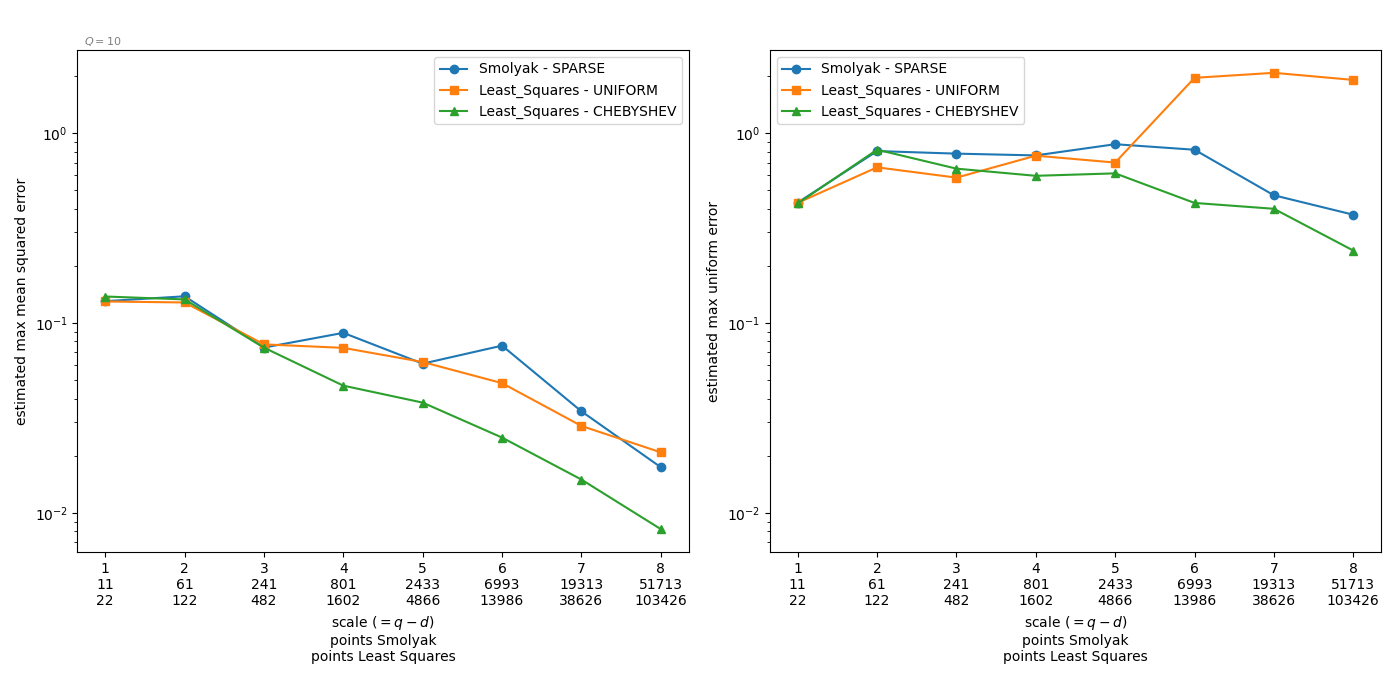 Q = 10
Smolyak - SPARSE
Least_Squares - UNIFORM
Least_Squares - CHEBYSHEV
estimated max mean squared error
10⁰
10⁻¹
10⁻²
1 2 3 4 5 6 7 8
11 61 241 801 2433 6993 19313 51713
22 122 482 1602 4866 13986 38626 103426
scale ( = q − d)
points Smolyak
points Least Squares
Smolyak - SPARSE
Least_Squares - UNIFORM
Least_Squares - CHEBYSHEV
estimated max uniform error
10⁰
10⁻¹
10⁻²
1 2 3 4 5 6 7 8
11 61 241 801 2433 6993 19313 51713
22 122 482 1602 4866 13986 38626 103426
scale ( = q − d)
points Smolyak
points Least Squares